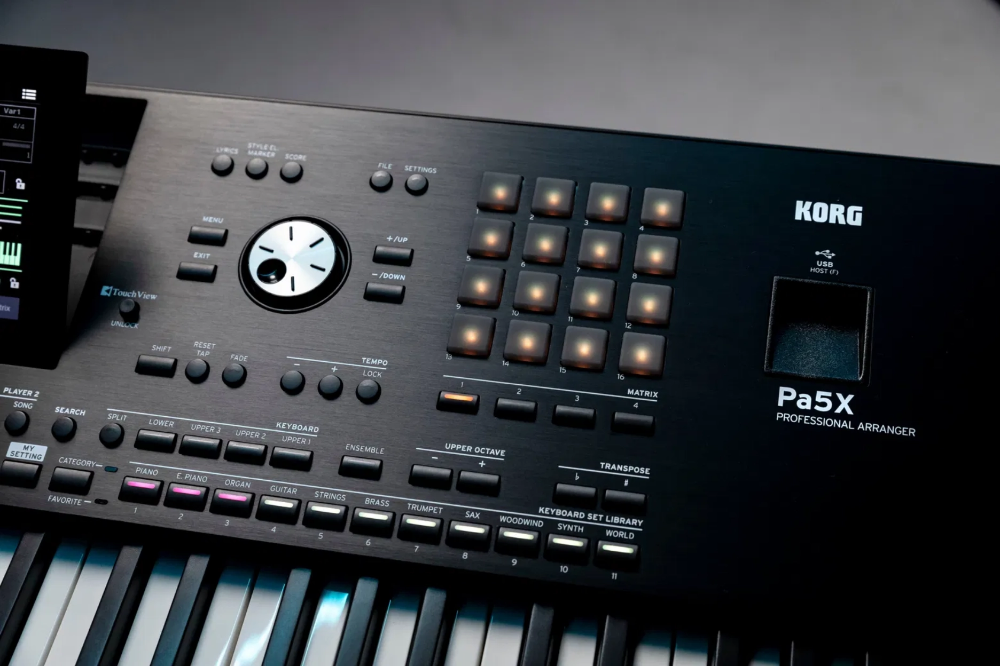 Var1
4/4
1
trix
LYRICS
STYLE EL.
MARKER
SCORE
FILE
SETTINGS
MENU
EXIT
+/UP
-/DOWN
TouchView
UNLOCK
1
2
3
4
5
6
7
8
9
10
11
12
13
14
15
16
KORG
USB
HOST (F)
Pa5X
PROFESSIONAL ARRANGER
SHIFT
RESET
TAP
FADE
TEMPO
-
+
LOCK
MATRIX
1
2
3
4
PLAYER 2
SONG
SEARCH
SPLIT
KEYBOARD
LOWER
UPPER 3
UPPER 2
UPPER 1
ENSEMBLE
UPPER OCTAVE
-
+
TRANSPOSE
♭
♯
MY
SETTING
CATEGORY
FAVORITE
KEYBOARD SET LIBRARY
PIANO
E. PIANO
ORGAN
GUITAR
STRINGS
BRASS
TRUMPET
SAX
WOODWIND
SYNTH
WORLD
1
2
3
4
5
6
7
8
9
10
11